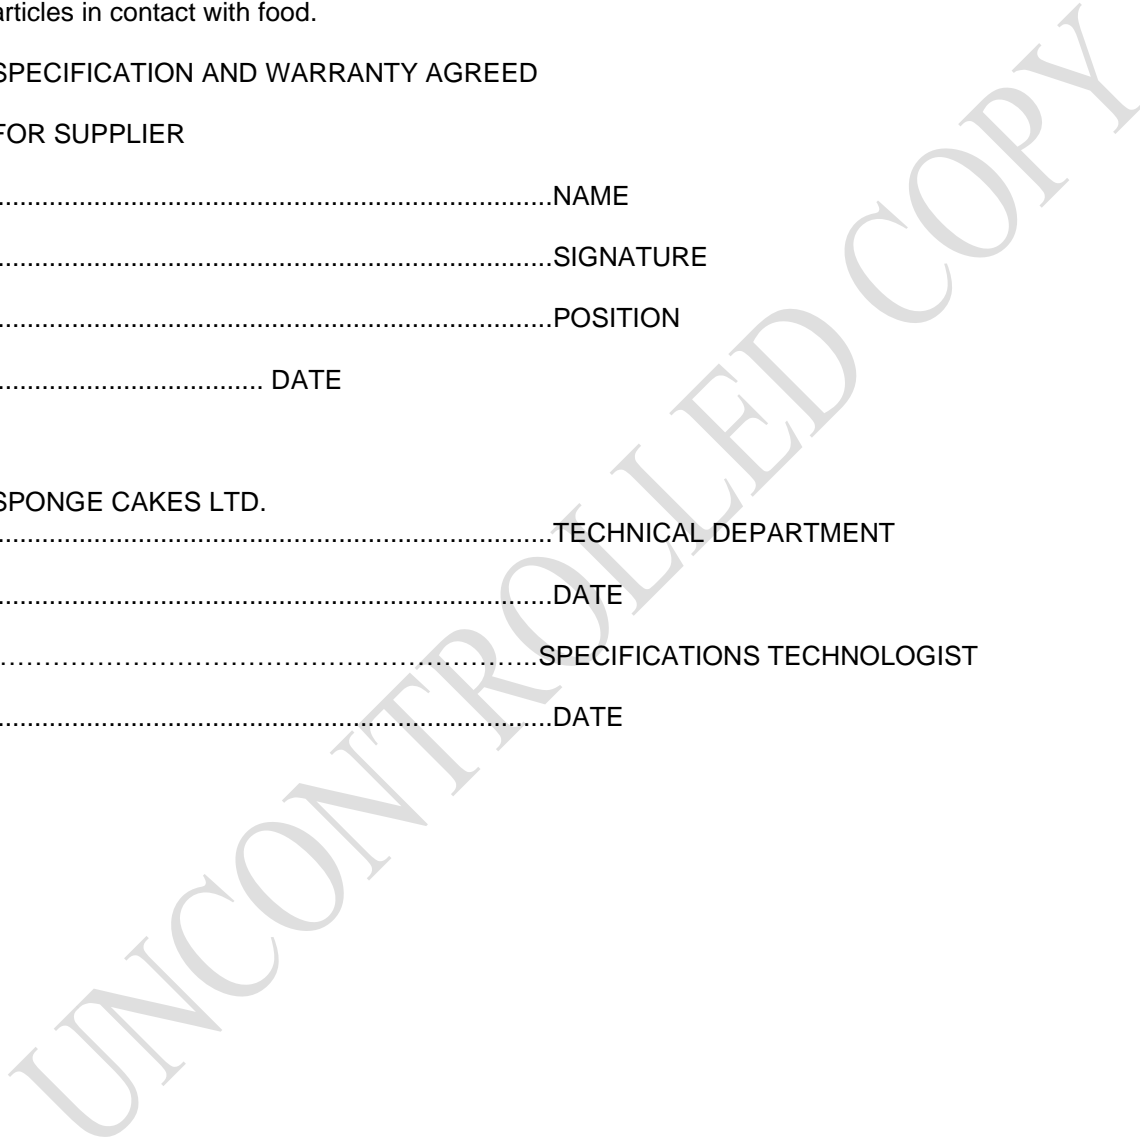 articles in contact with food.
SPECIFICATION AND WARRANTY AGREED
FOR SUPPLIER
............................................................................NAME
............................................................................SIGNATURE
............................................................................POSITION
.................................... DATE
SPONGE CAKES LTD.
............................................................................TECHNICAL DEPARTMENT
............................................................................DATE
…………………………………………………..SPECIFICATIONS TECHNOLOGIST
............................................................................DATE
UNCONTROLLED COPY